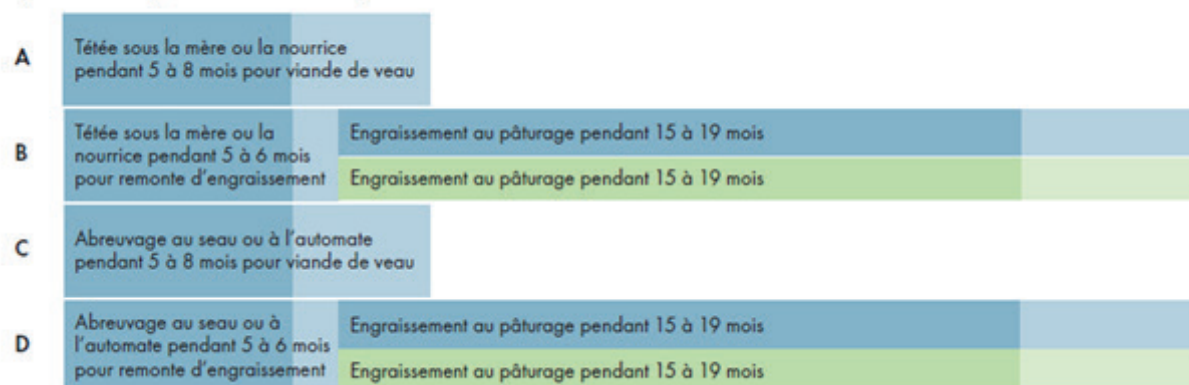 A
Tétée sous la mère ou la nourrice
pendant 5 à 8 mois pour viande de veau
B
Tétée sous la mère ou la
nourrice pendant 5 à 6 mois
pour remonte d'engraissement
Engraissement au pâturage pendant 15 à 19 mois
Engraissement au pâturage pendant 15 à 19 mois
C
Abreuvage au seau ou à l'automate
pendant 5 à 8 mois pour viande de veau
D
Abreuvage au seau ou à
l'automate pendant 5 à 6 mois
pour remonte d'engraissement
Engraissement au pâturage pendant 15 à 19 mois
Engraissement au pâturage pendant 15 à 19 mois